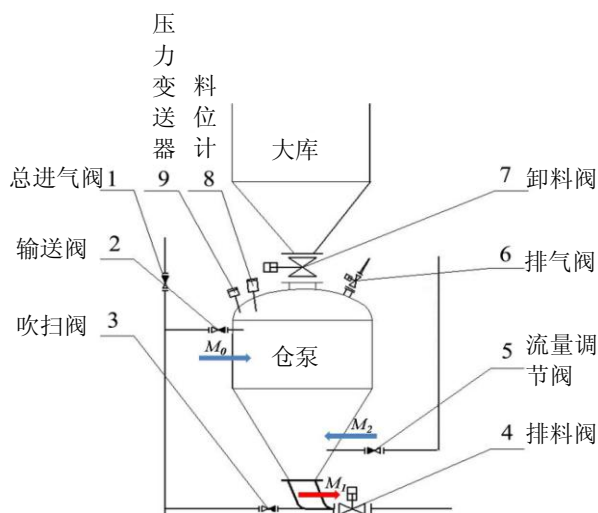 压力变送器
料位计
大库
总进气阀 1
9
8
7 卸料阀
输送阀 2
6 排气阀
吹扫阀 3
M0
仓泵
5 流量调节阀
M2
4 排料阀
M1